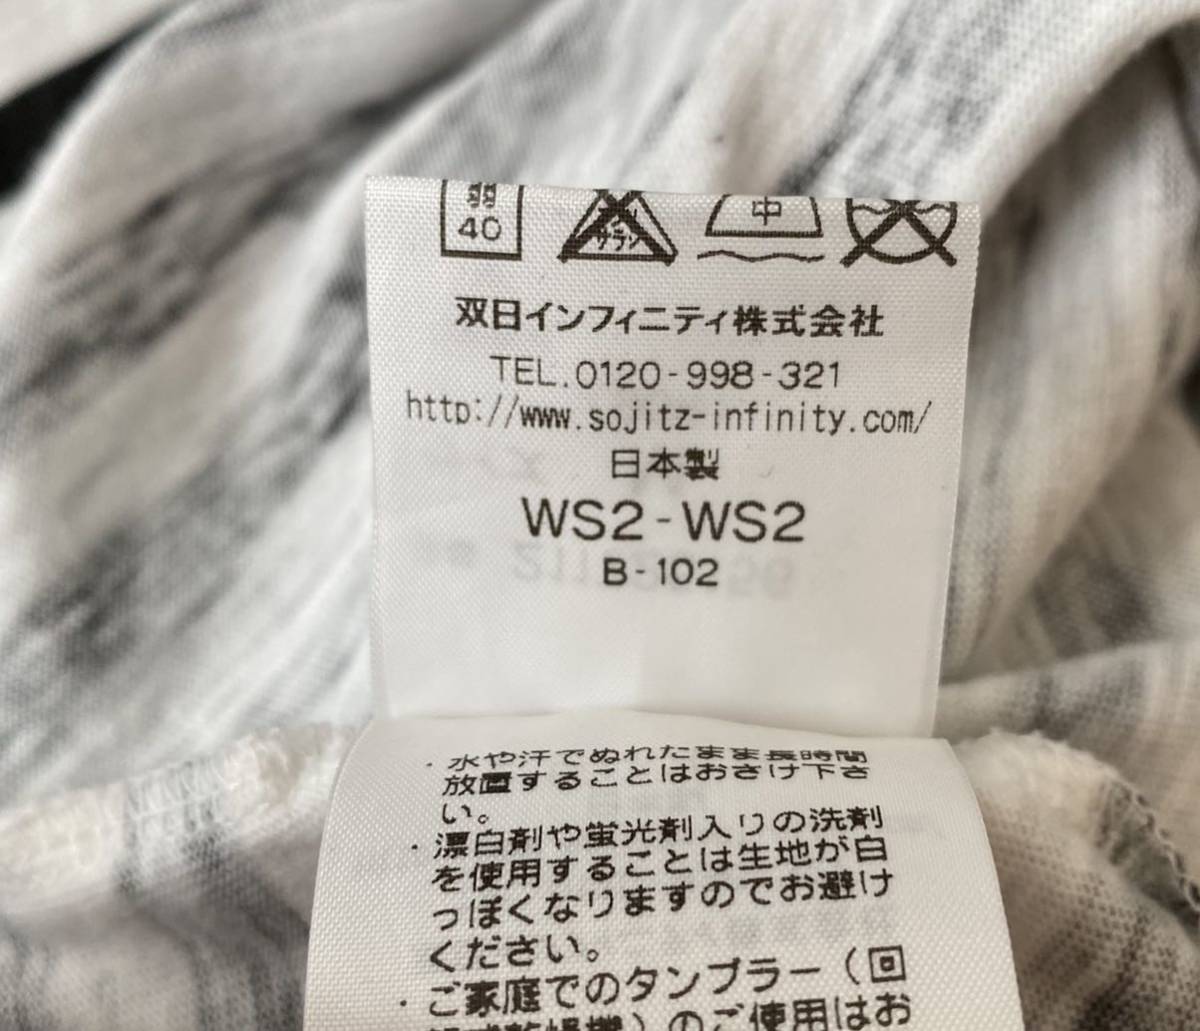 弱
40
サラシ
中
双日インフィニティ株式会社
TEL.0120-998-321
http://www.sojitz-infinity.com/
日本製
WS2-WS2
B-102
・水や汗でぬれたまま長時間
放置することはおさけ下さ
い。
・漂白剤や蛍光剤入りの洗剤
を使用することは生地が白
っぽくなりますのでお避け
ください。
・ご家庭でのタンブラー（回
）のご使用はお